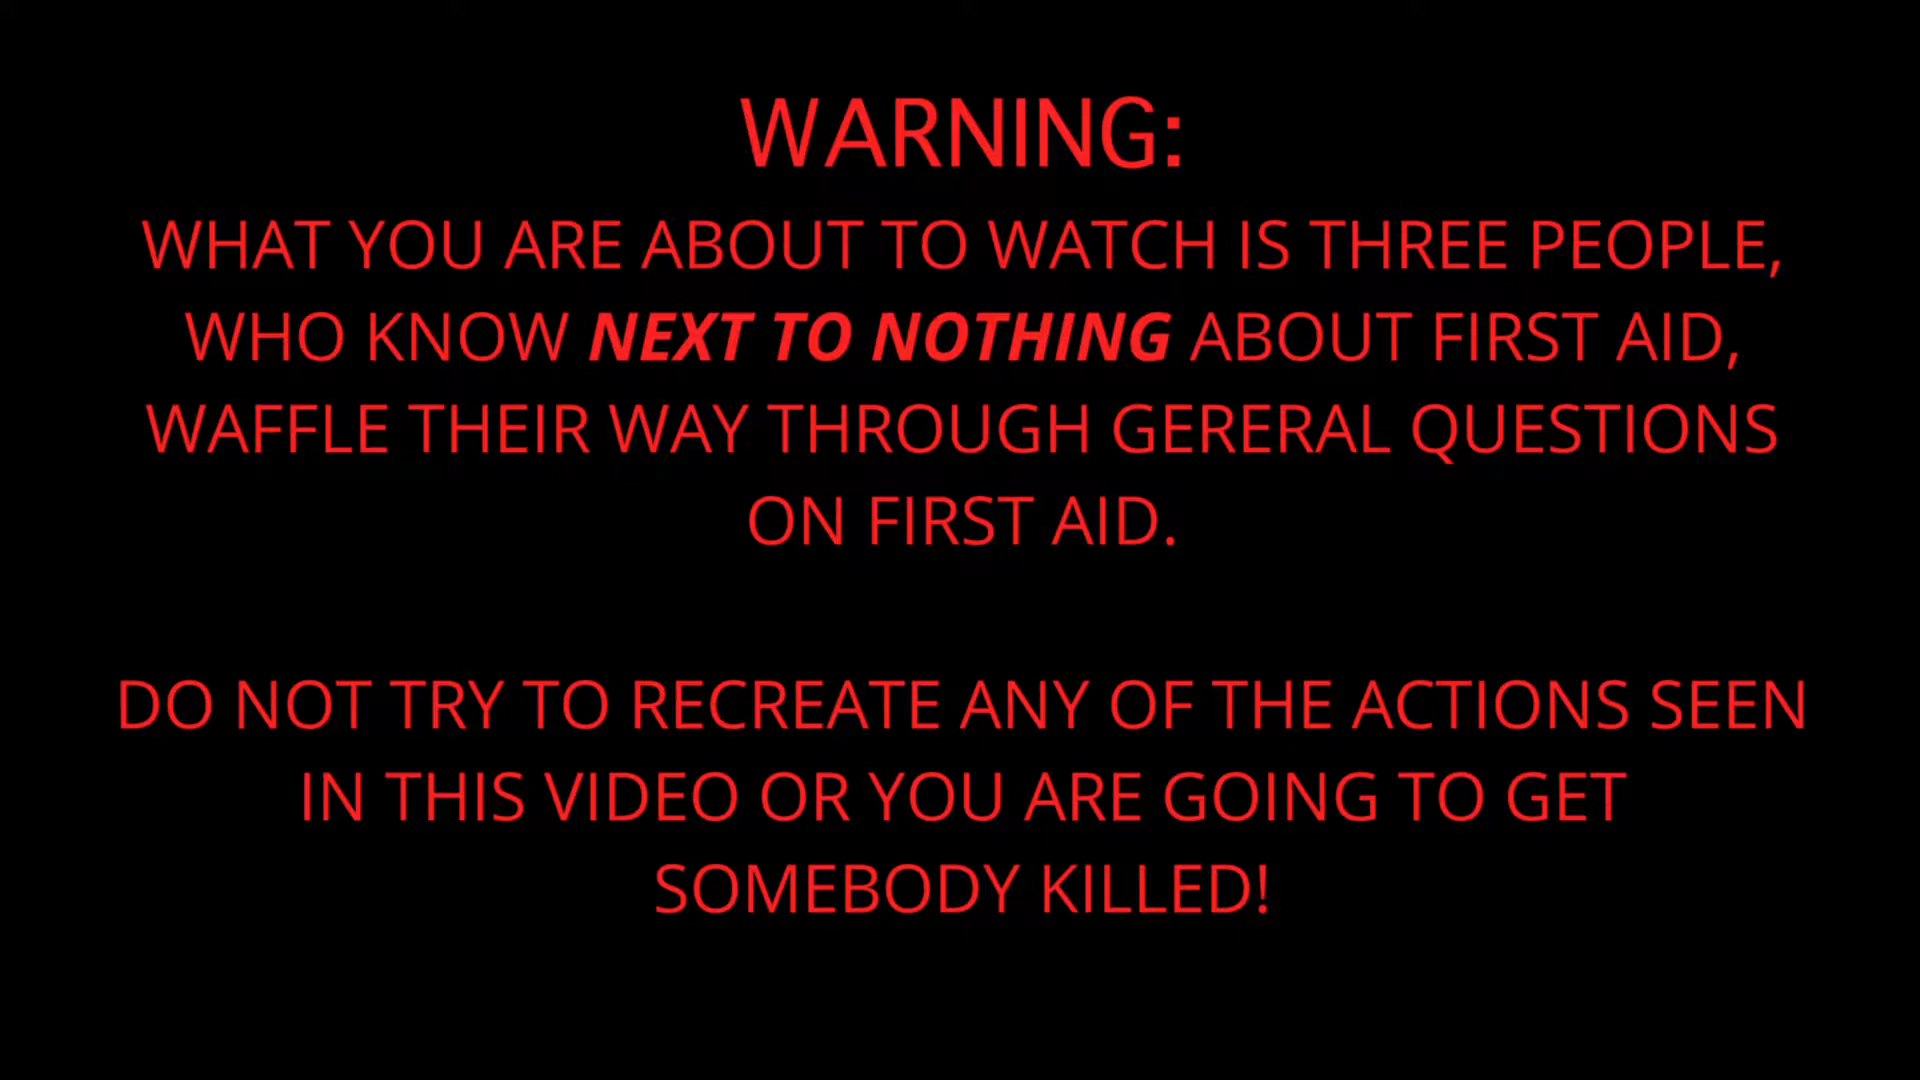 WARNING:
WHAT YOU ARE ABOUT TO WATCH IS THREE PEOPLE,
WHO KNOW NEXT TO NOTHING ABOUT FIRST AID,
WAFFLE THEIR WAY THROUGH GERERAL QUESTIONS
ON FIRST AID.
DO NOT TRY TO RECREATE ANY OF THE ACTIONS SEEN
IN THIS VIDEO OR YOU ARE GOING TO GET
SOMEBODY KILLED!